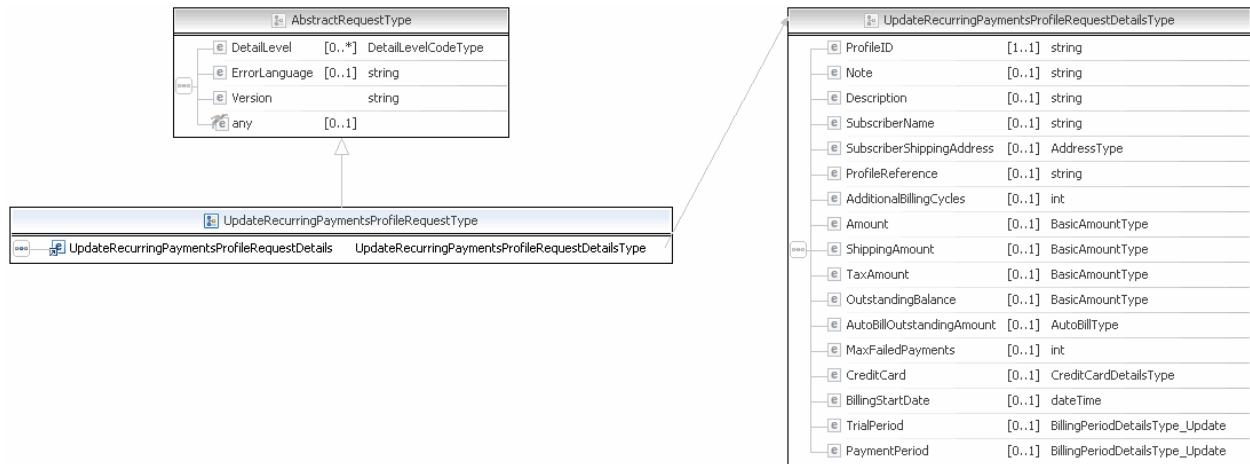 AbstractRequestType
DetailLevel [0..*] DetailLevelCodeType
ErrorLanguage [0..1] string
Version string
any [0..1]
UpdateRecurringPaymentsProfileRequestType
UpdateRecurringPaymentsProfileRequestDetails UpdateRecurringPaymentsProfileRequestDetailsType
UpdateRecurringPaymentsProfileRequestDetailsType
ProfileID [1..1] string
Note [0..1] string
Description [0..1] string
SubscriberName [0..1] string
SubscriberShippingAddress [0..1] AddressType
ProfileReference [0..1] string
AdditionalBillingCycles [0..1] int
Amount [0..1] BasicAmountType
ShippingAmount [0..1] BasicAmountType
TaxAmount [0..1] BasicAmountType
OutstandingBalance [0..1] BasicAmountType
AutoBillOutstandingAmount [0..1] AutoBillType
MaxFailedPayments [0..1] int
CreditCard [0..1] CreditCardDetailsType
BillingStartDate [0..1] dateTime
TrialPeriod [0..1] BillingPeriodDetailsType_Update
PaymentPeriod [0..1] BillingPeriodDetailsType_Update